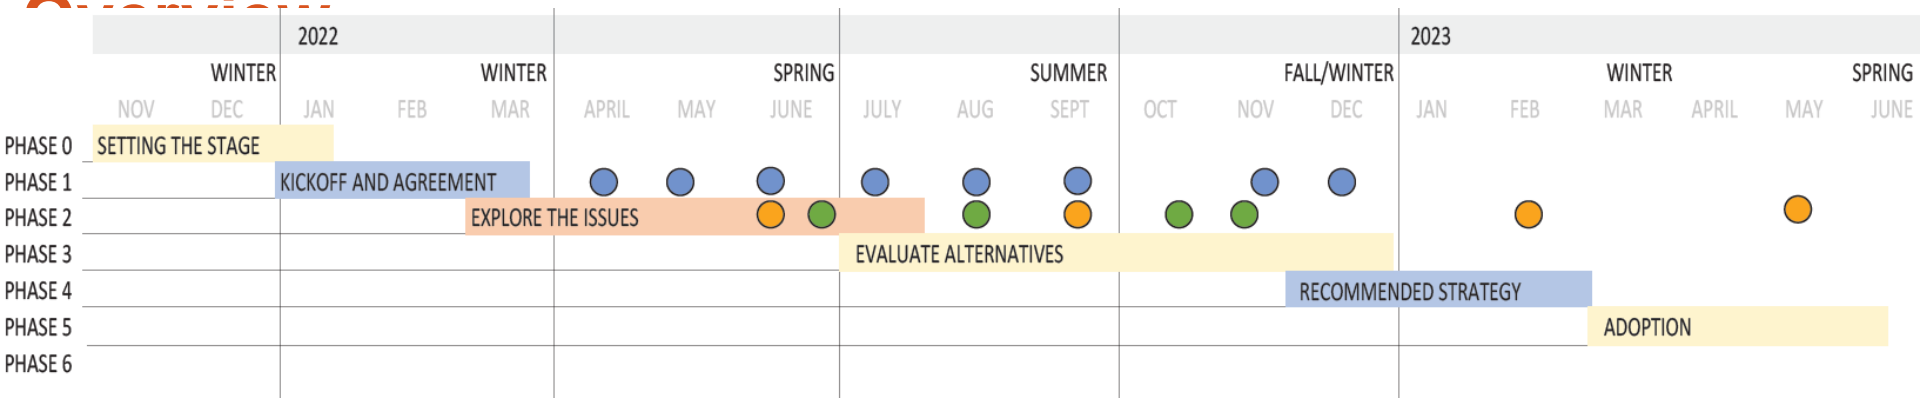 Overview
2022 2023
WINTER WINTER SPRING SUMMER FALL/WINTER WINTER SPRING
NOV DEC JAN FEB MAR APRIL MAY JUNE JULY AUG SEPT OCT NOV DEC JAN FEB MAR APRIL MAY JUNE
PHASE 0 SETTING THE STAGE
PHASE 1 KICKOFF AND AGREEMENT
PHASE 2 EXPLORE THE ISSUES
PHASE 3 EVALUATE ALTERNATIVES
PHASE 4 RECOMMENDED STRATEGY
PHASE 5 ADOPTION
PHASE 6